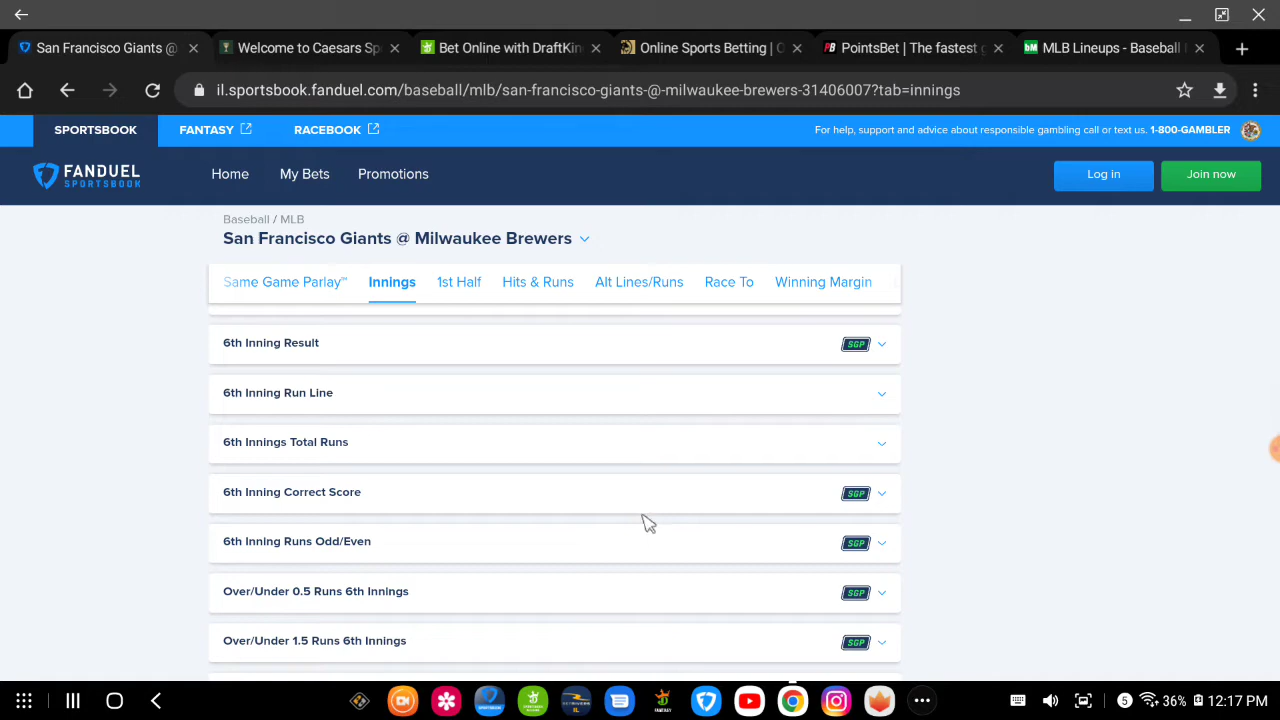 San Francisco Giants @
Welcome to Caesars Sp
Bet Online with DraftKin
Online Sports Betting | O
PointsBet | The fastest g
MLB Lineups - Baseball
il.sportsbook.fanduel.com/baseball/mlb/san-francisco-giants-@-milwaukee-brewers-31406007?tab=innings
SPORTSBOOK
FANTASY
RACEBOOK
For help, support and advice about responsible gambling call or text us. 1-800-GAMBLER
FANDUEL
SPORTSBOOK
Home
My Bets
Promotions
Log in
Join now
Baseball / MLB
San Francisco Giants @ Milwaukee Brewers
Same Game Parlay™
Innings
1st Half
Hits & Runs
Alt Lines/Runs
Race To
Winning Margin
6th Inning Result
SGP
6th Inning Run Line
6th Innings Total Runs
6th Inning Correct Score
SGP
6th Inning Runs Odd/Even
SGP
Over/Under 0.5 Runs 6th Innings
SGP
Over/Under 1.5 Runs 6th Innings
SGP
5
36%
12:17 PM